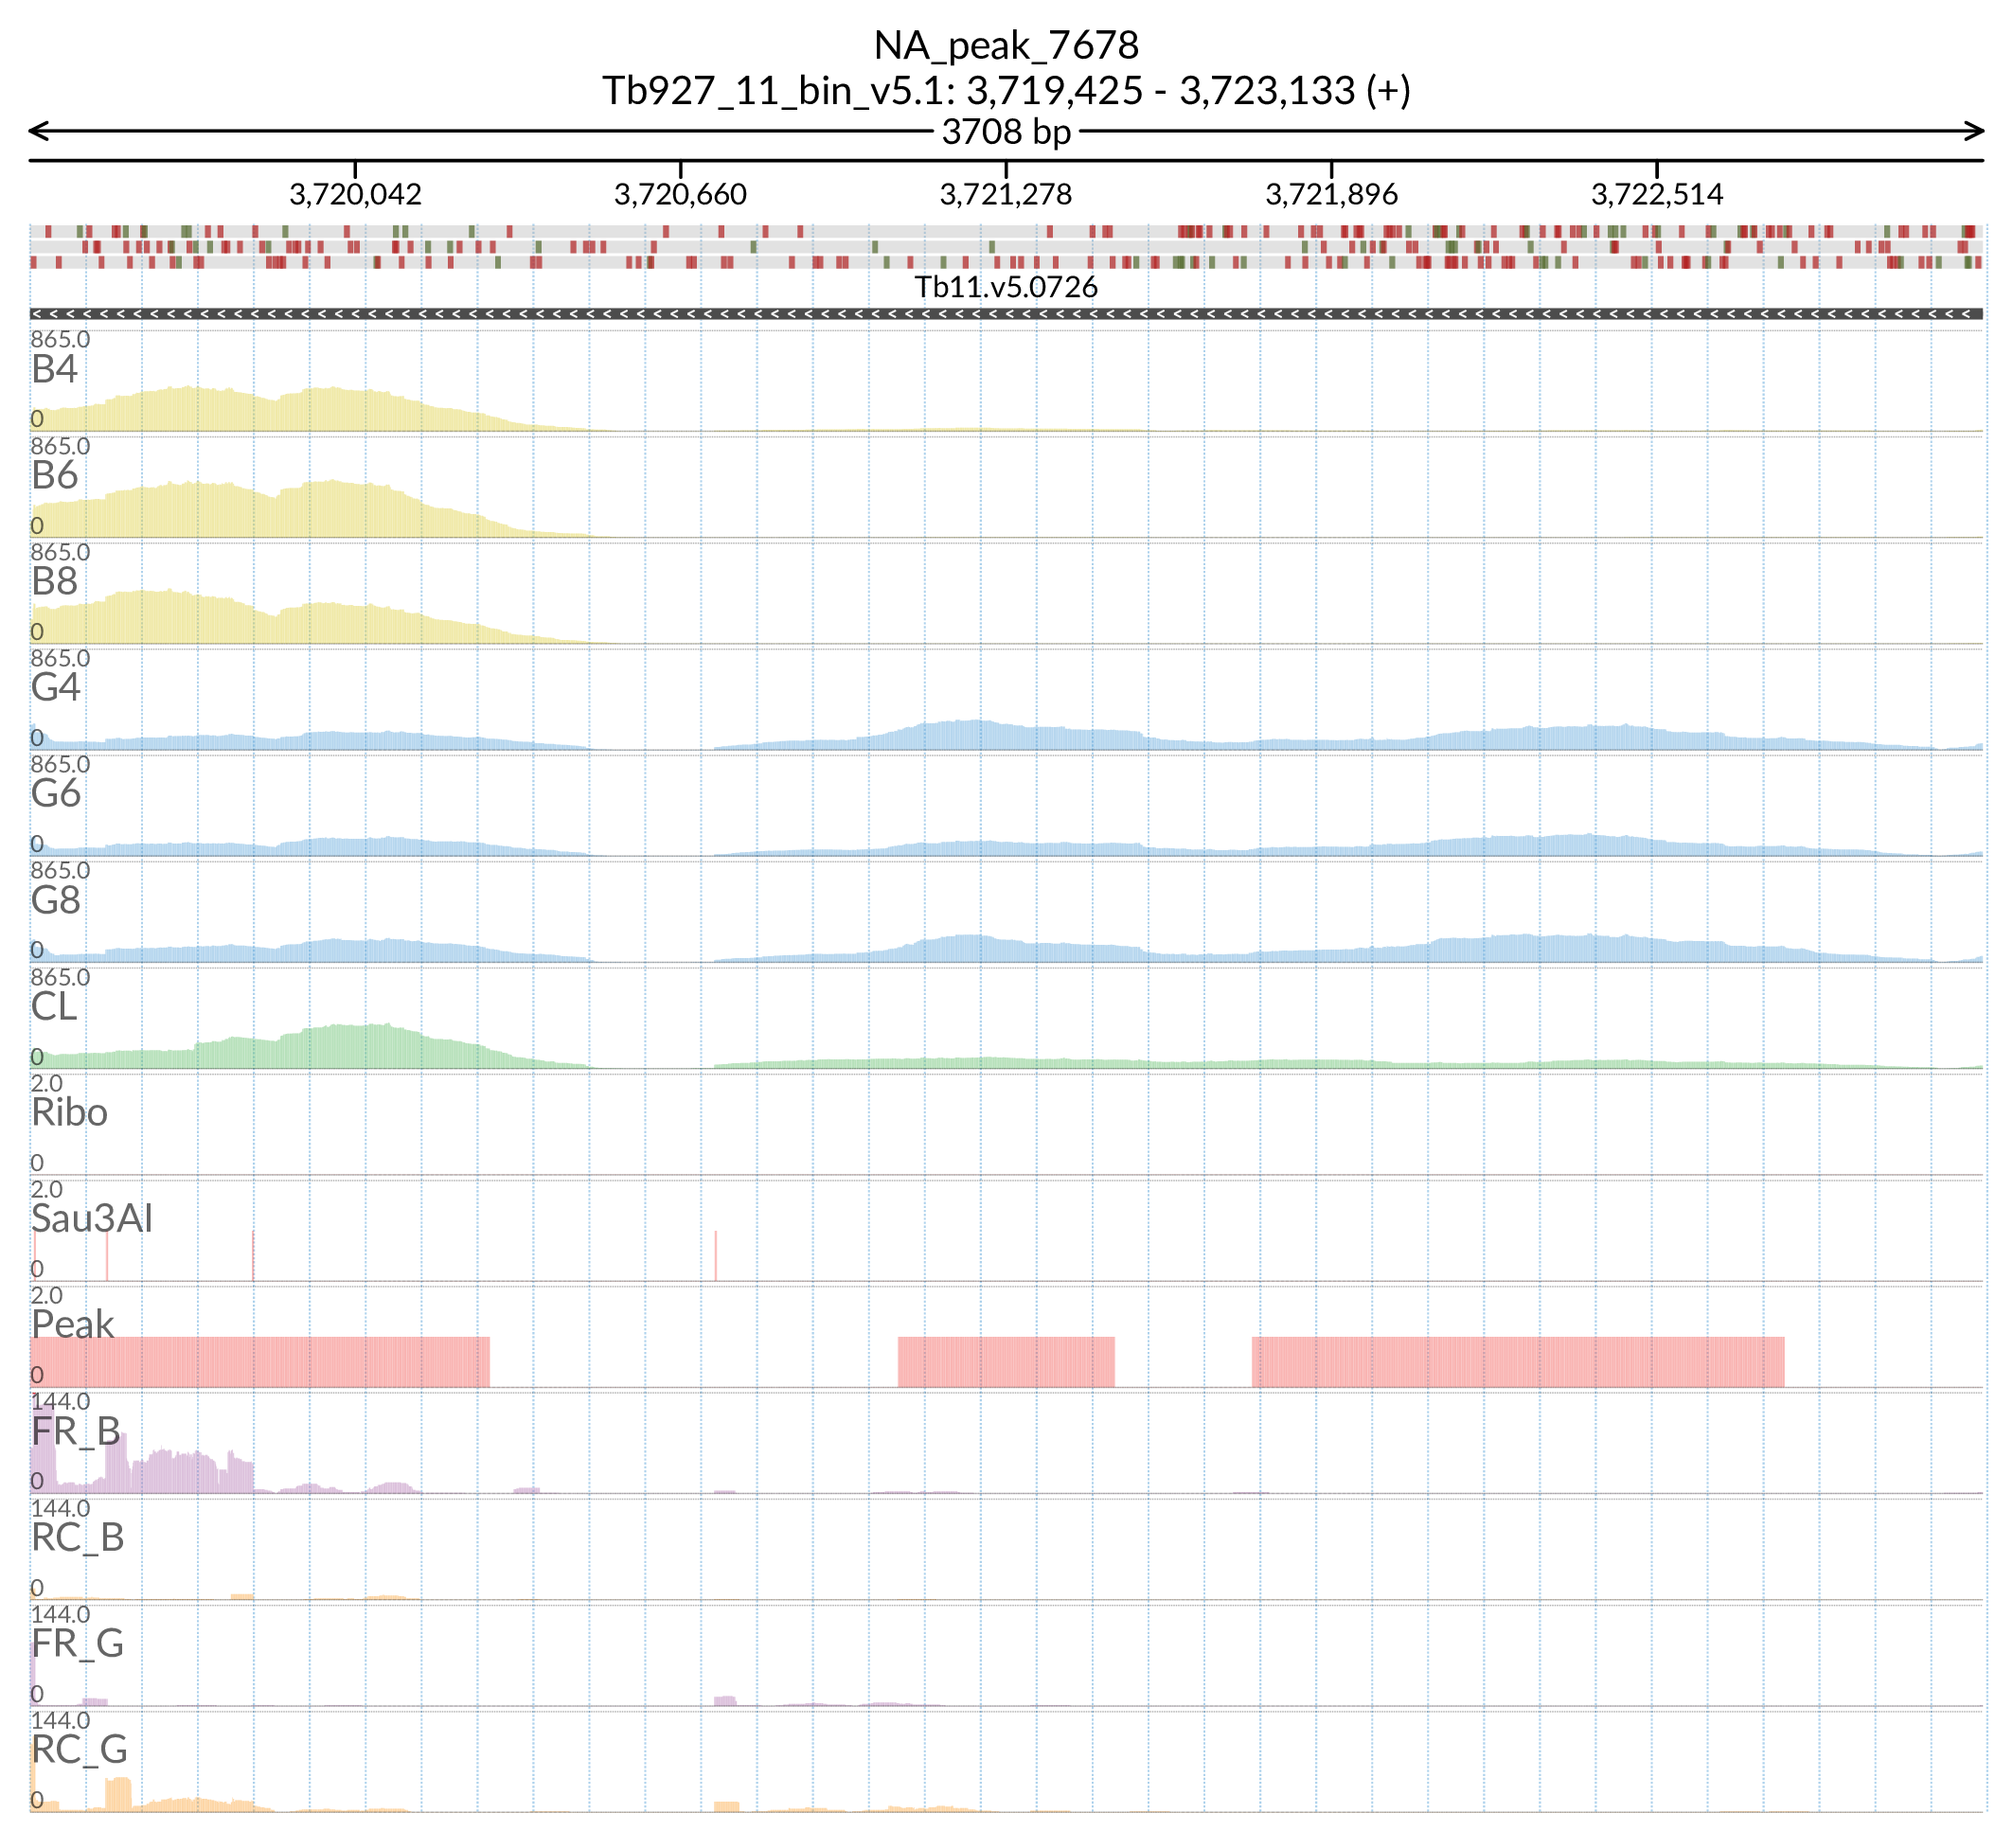 NA_peak_7678
Tb927_11_bin_v5.1: 3,719,425 - 3,723,133 (+)
3708 bp
3,720,042 3,720,660 3,721,278 3,721,896 3,722,514
Tb11.v5.0726
865.0
B4
0
865.0
B6
0
865.0
B8
0
865.0
G4
0
865.0
G6
0
865.0
G8
0
865.0
CL
0
2.0
Ribo
0
2.0
Sau3AI
0
2.0
Peak
0
144.0
FR_B
0
144.0
RC_B
0
144.0
FR_G
0
144.0
RC_G
0